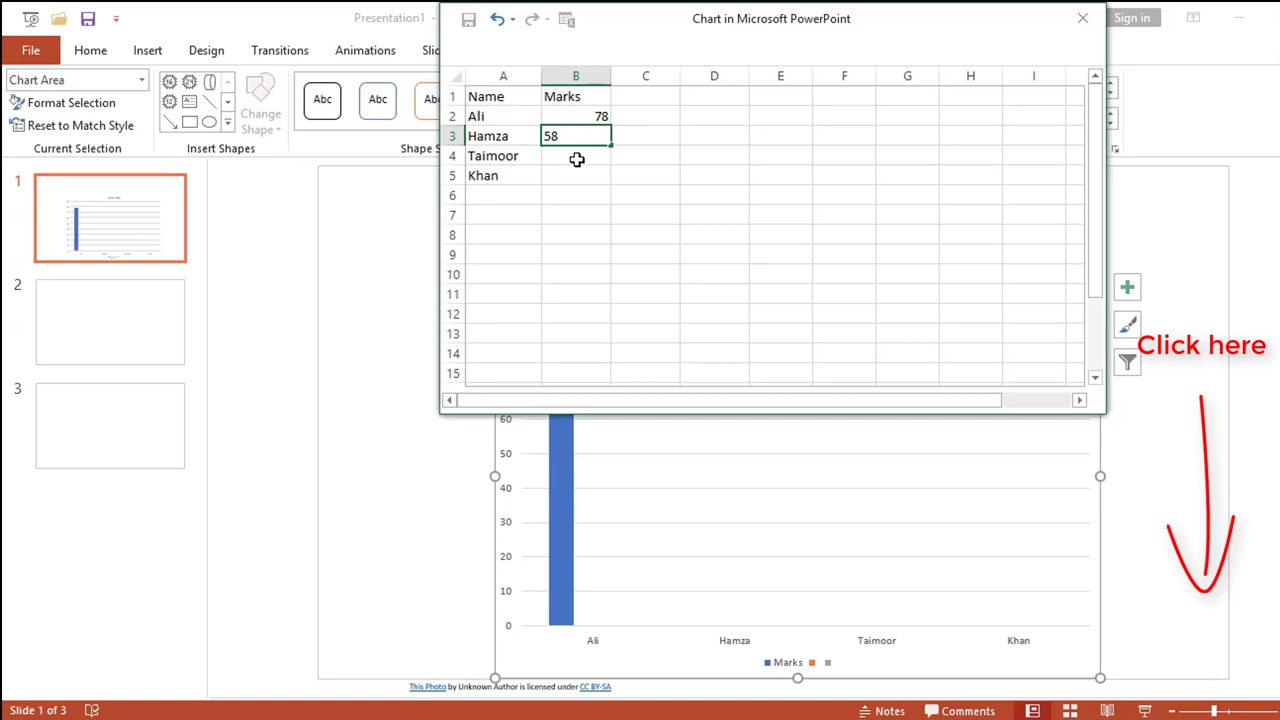 Presentation1 -
Chart in Microsoft PowerPoint
Sign in
File
Home
Insert
Design
Transitions
Animations
Chart Area
Format Selection
Reset to Match Style
Current Selection
Change
Shape
Insert Shapes
Abc
Abc
A B C D E F G H I
1 Name Marks
2 Ali 78
3 Hamza 58
4 Taimoor
5 Khan
6
7
8
9
10
11
12
13
14
15
1
2
3
Click here
60
50
40
30
20
10
0
Ali Hamza Taimoor Khan
Marks
This Photo by Unknown Author is licensed under CC BY-SA
Slide 1 of 3
Notes
Comments